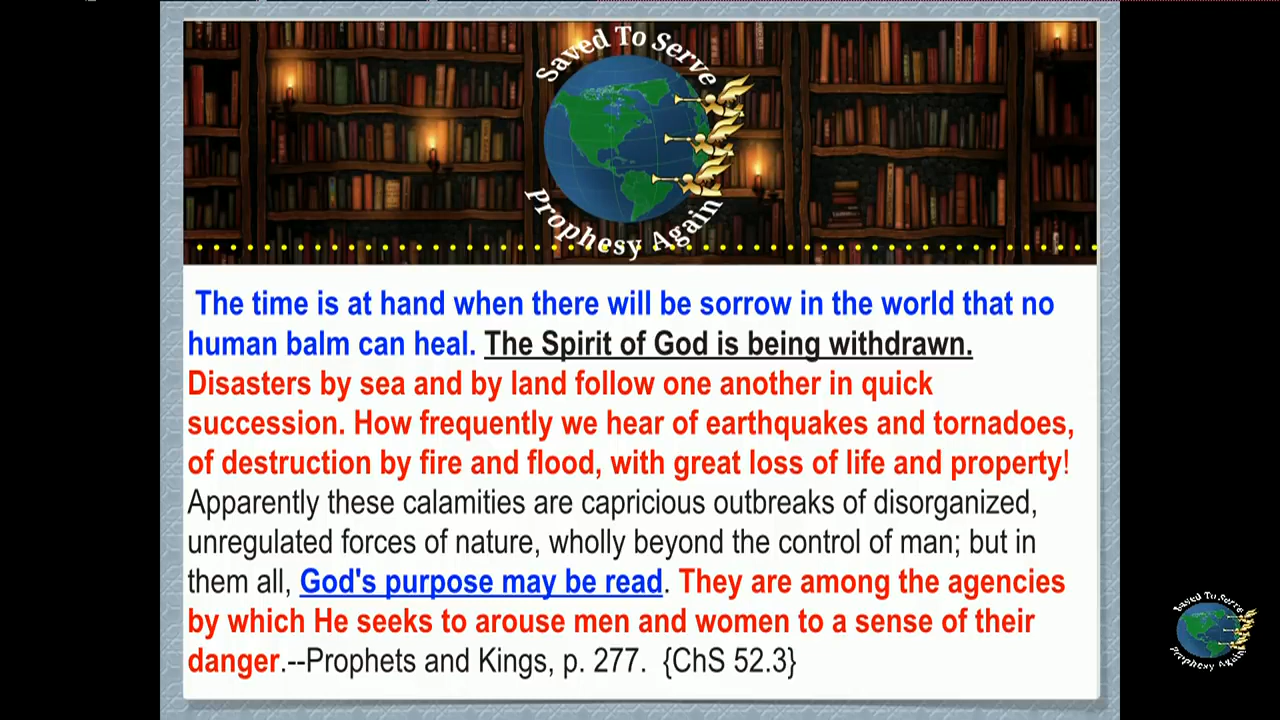 Saved To Serve
Prophesy Again
The time is at hand when there will be sorrow in the world that no
human balm can heal. The Spirit of God is being withdrawn.
Disasters by sea and by land follow one another in quick
succession. How frequently we hear of earthquakes and tornadoes,
of destruction by fire and flood, with great loss of life and property!
Apparently these calamities are capricious outbreaks of disorganized,
unregulated forces of nature, wholly beyond the control of man; but in
them all, God's purpose may be read. They are among the agencies
by which He seeks to arouse men and women to a sense of their
danger.--Prophets and Kings, p. 277.  {ChS 52.3}
Saved To Serve
Prophesy Again